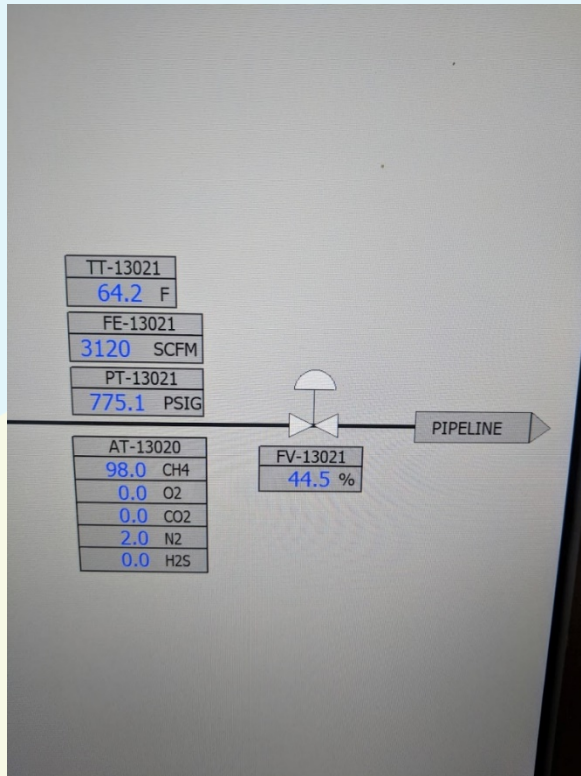 TT-13021
64.2 F
FE-13021
3120 SCFM
PT-13021
775.1 PSIG
AT-13020
98.0 CH4
0.0 O2
0.0 CO2
2.0 N2
0.0 H2S
FV-13021
44.5 %
PIPELINE